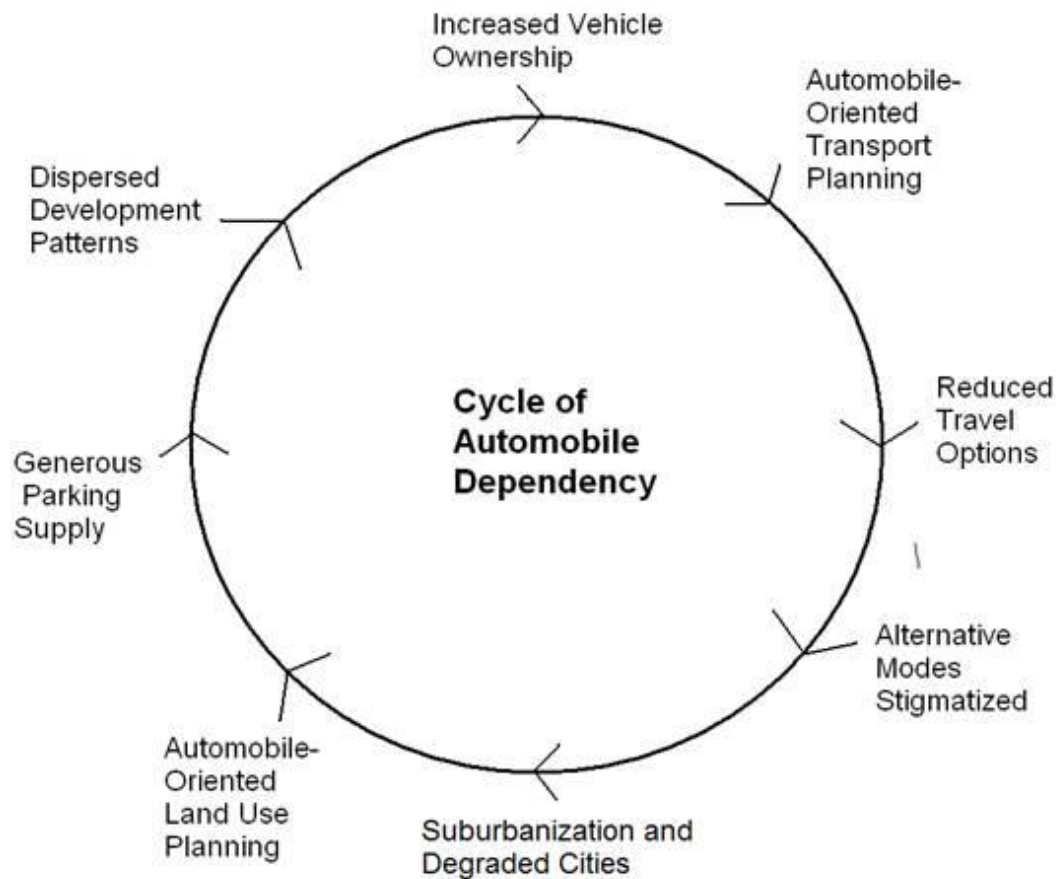 Increased Vehicle
Ownership
Automobile-
Oriented
Transport
Planning
Reduced
Travel
Options
Alternative
Modes
Stigmatized
Suburbanization and
Degraded Cities
Automobile-
Oriented
Land Use
Planning
Generous
Parking
Supply
Dispersed
Development
Patterns
Cycle of
Automobile
Dependency